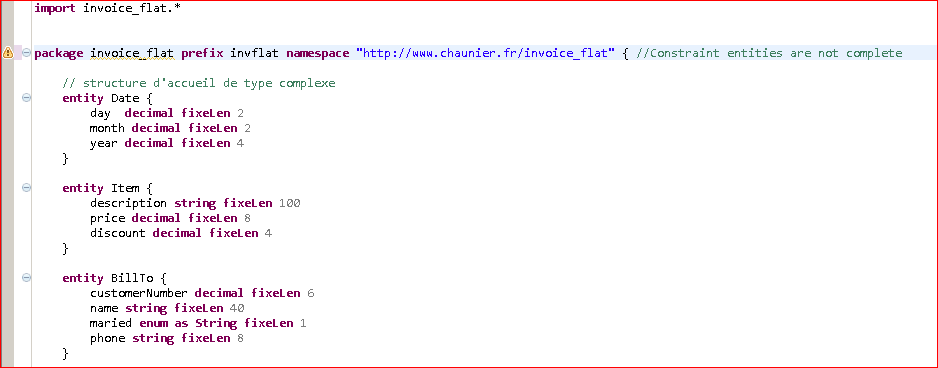 import invoice_flat.*
package invoice_flat prefix invflat namespace "http://www.chaunier.fr/invoice_flat" { //Constraint entities are not complete
// structure d'accueil de type complexe
entity Date {
day decimal fixeLen 2
month decimal fixeLen 2
year decimal fixeLen 4
}
entity Item {
description string fixeLen 100
price decimal fixeLen 8
discount decimal fixeLen 4
}
entity BillTo {
customerNumber decimal fixeLen 6
name string fixeLen 40
maried enum as String fixeLen 1
phone string fixeLen 8
}